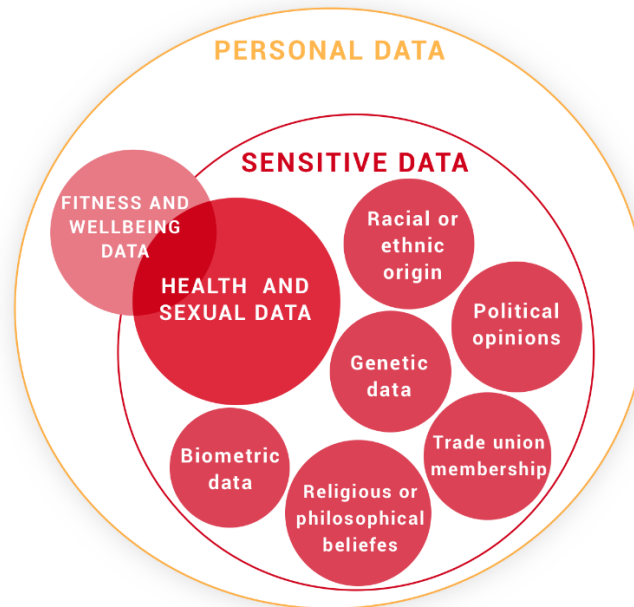 PERSONAL DATA
SENSITIVE DATA
FITNESS AND
WELLBEING
DATA
HEALTH AND
SEXUAL DATA
Racial or
ethnic
origin
Political
opinions
Genetic
data
Trade union
membership
Biometric
data
Religious or
philosophical
beliefes